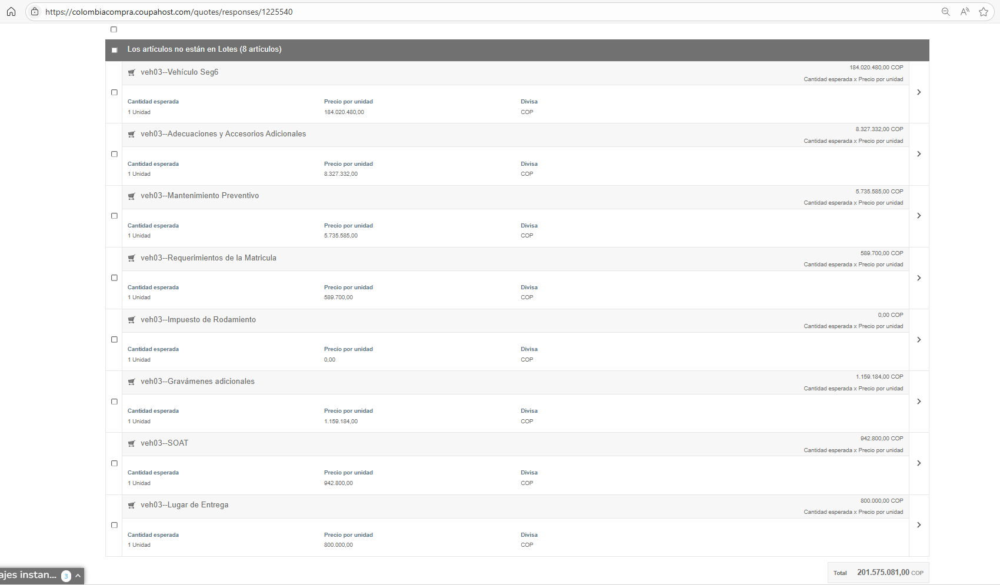 https://colombiacompra.coupahost.com/quotes/responses/1225540
Los artículos no están en Lotes (8 artículos)
veh03--Vehículo Seg6
184.020.480,00 COP
Cantidad esperada x Precio por unidad
Cantidad esperada Precio por unidad Divisa
1 Unidad 184.020.480,00 COP
veh03--Adecuaciones y Accesorios Adicionales
8.327.332,00 COP
Cantidad esperada x Precio por unidad
Cantidad esperada Precio por unidad Divisa
1 Unidad 8.327.332,00 COP
veh03--Mantenimiento Preventivo
5.735.585,00 COP
Cantidad esperada x Precio por unidad
Cantidad esperada Precio por unidad Divisa
1 Unidad 5.735.585,00 COP
veh03--Requerimientos de la Matricula
589.700,00 COP
Cantidad esperada x Precio por unidad
Cantidad esperada Precio por unidad Divisa
1 Unidad 589.700,00 COP
veh03--Impuesto de Rodamiento
0,00 COP
Cantidad esperada x Precio por unidad
Cantidad esperada Precio por unidad Divisa
1 Unidad 0,00 COP
veh03--Gravámenes adicionales
1.159.184,00 COP
Cantidad esperada x Precio por unidad
Cantidad esperada Precio por unidad Divisa
1 Unidad 1.159.184,00 COP
veh03--SOAT
942.800,00 COP
Cantidad esperada x Precio por unidad
Cantidad esperada Precio por unidad Divisa
1 Unidad 942.800,00 COP
veh03--Lugar de Entrega
800.000,00 COP
Cantidad esperada x Precio por unidad
Cantidad esperada Precio por unidad Divisa
1 Unidad 800.000,00 COP
Total 201.575.081,00 COP
ajes instan... 3